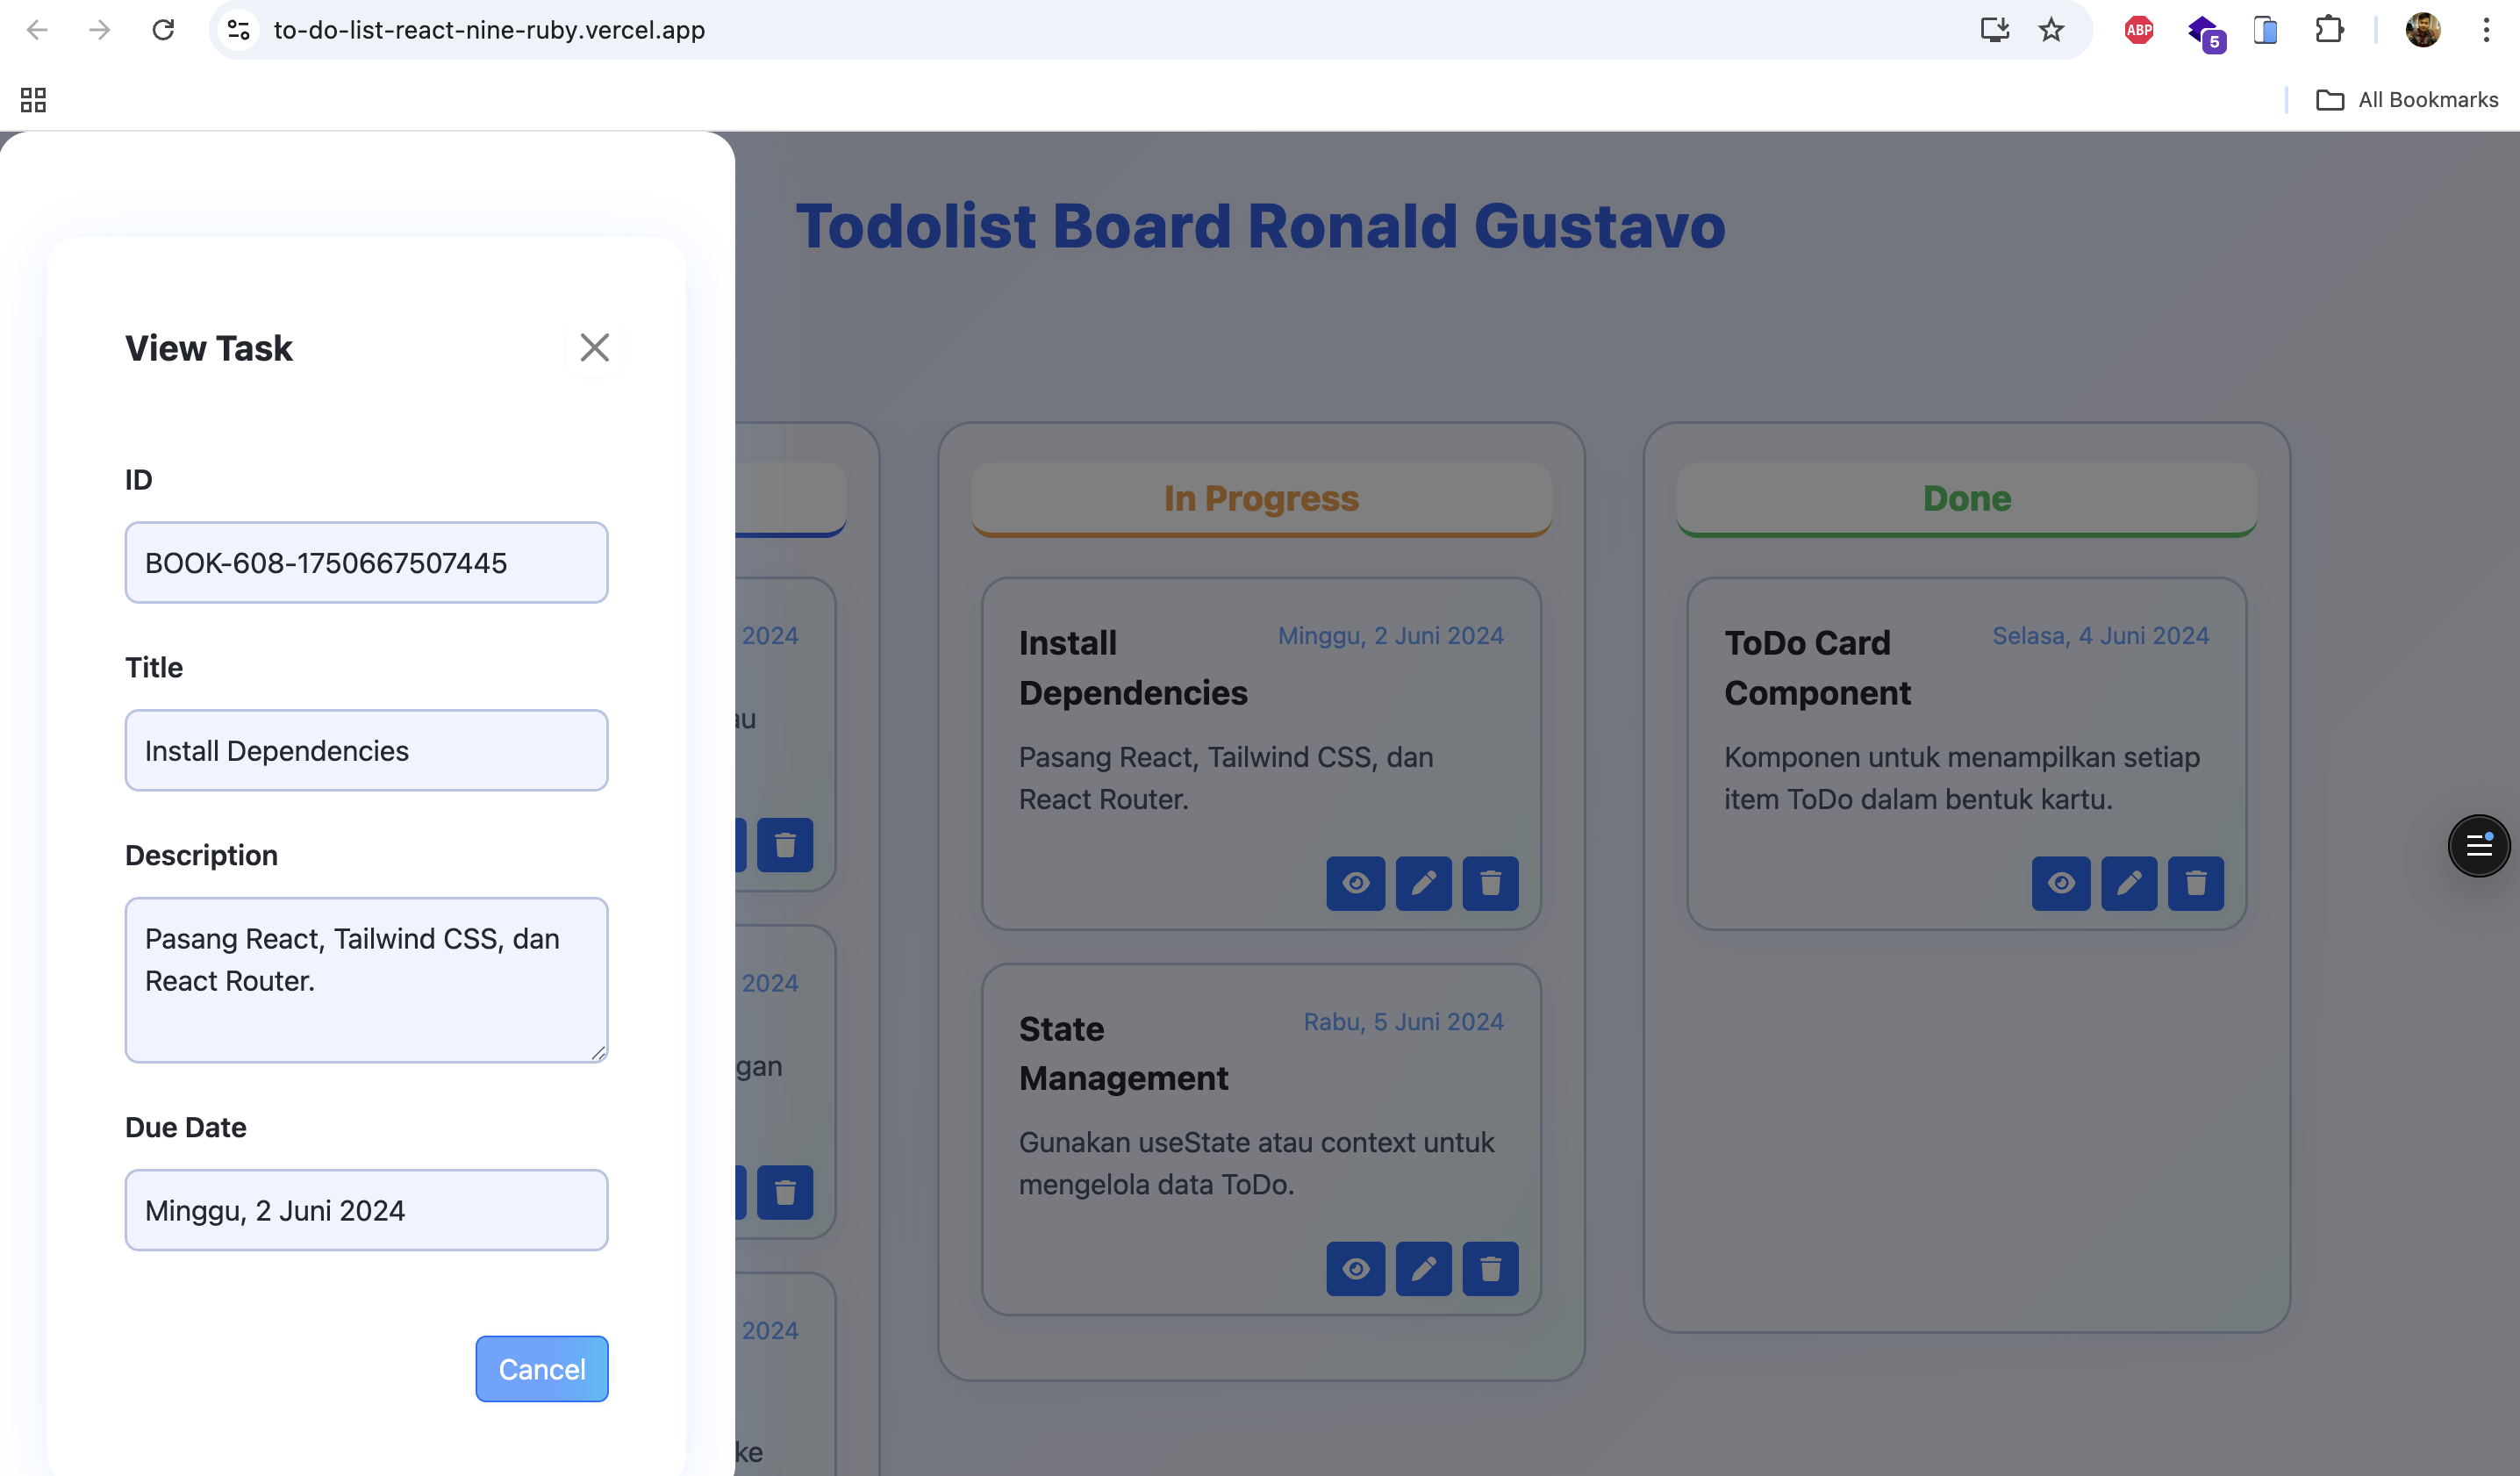 to-do-list-react-nine-ruby.vercel.app
ABP
5
All Bookmarks
Todolist Board Ronald Gustavo
View Task
ID
BOOK-608-1750667507445
Title
Install Dependencies
Description
Pasang React, Tailwind CSS, dan
React Router.
Due Date
Minggu, 2 Juni 2024
Cancel
2024
2024
gan
2024
ke
In Progress
Install
Dependencies
Minggu, 2 Juni 2024
Pasang React, Tailwind CSS, dan
React Router.
State
Management
Rabu, 5 Juni 2024
Gunakan useState atau context untuk
mengelola data ToDo.
Done
ToDo Card
Component
Selasa, 4 Juni 2024
Komponen untuk menampilkan setiap
item ToDo dalam bentuk kartu.